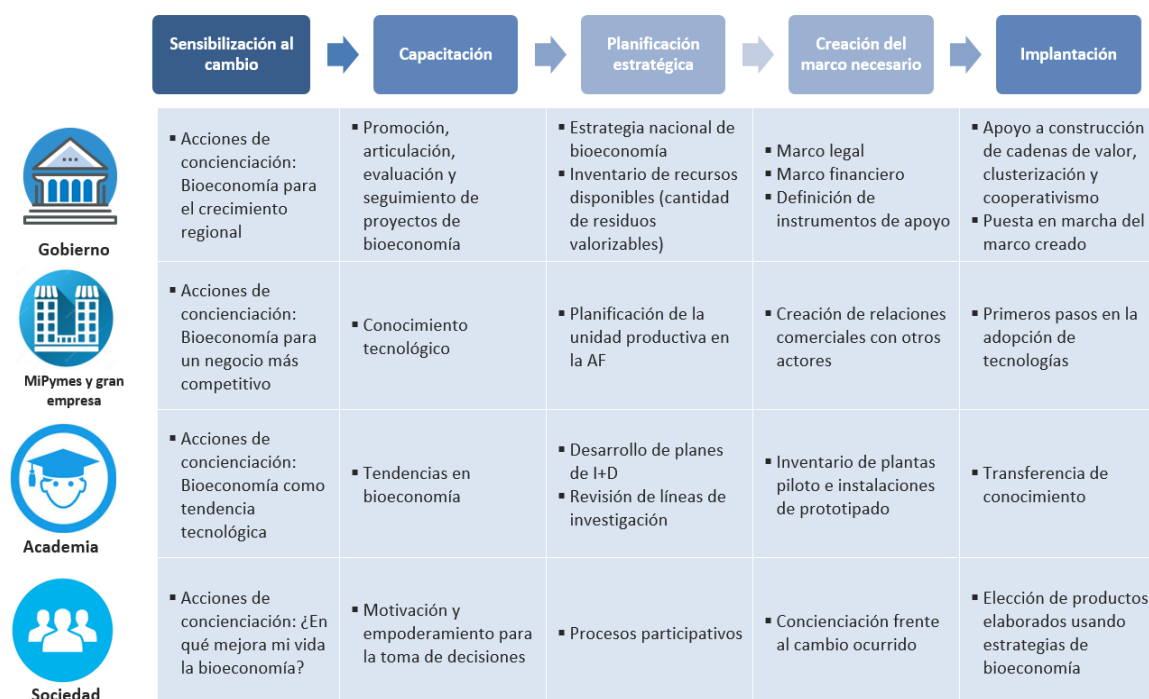 Sensibilización al
cambio
Capacitación
Planificación
estratégica
Creación del
marco necesario
Implantación
Gobierno
▪ Acciones de
concienciación:
Bioeconomía para
el crecimiento
regional
▪ Promoción,
articulación,
evaluación y
seguimiento de
proyectos de
bioeconomía
▪ Estrategia nacional de
bioeconomía
▪ Inventario de recursos
disponibles (cantidad
de residuos
valorizables)
▪ Marco legal
▪ Marco financiero
▪ Definición de
instrumentos de apoyo
▪ Apoyo a construcción
de cadenas de valor,
clusterización y
cooperativismo
▪ Puesta en marcha del
marco creado
MiPymes y gran
empresa
▪ Acciones de
concienciación:
Bioeconomía para
un negocio más
competitivo
▪ Conocimiento
tecnológico
▪ Planificación de la
unidad productiva en
la AF
▪ Creación de relaciones
comerciales con otros
actores
▪ Primeros pasos en la
adopción de
tecnologías
Academia
▪ Acciones de
concienciación:
Bioeconomía como
tendencia
tecnológica
▪ Tendencias en
bioeconomía
▪ Desarrollo de planes
de I+D
▪ Revisión de líneas de
investigación
▪ Inventario de plantas
piloto e instalaciones
de prototipado
▪ Transferencia de
conocimiento
Sociedad
▪ Acciones de
concienciación: ¿En
qué mejora mi vida
la bioeconomía?
▪ Motivación y
empoderamiento para
la toma de decisiones
▪ Procesos participativos
▪ Concienciación frente
al cambio ocurrido
▪ Elección de productos
elaborados usando
estrategias de
bioeconomía